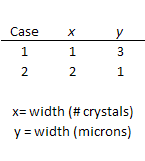 Case x y
1 1 3
2 2 1
x= width (# crystals)
y = width (microns)